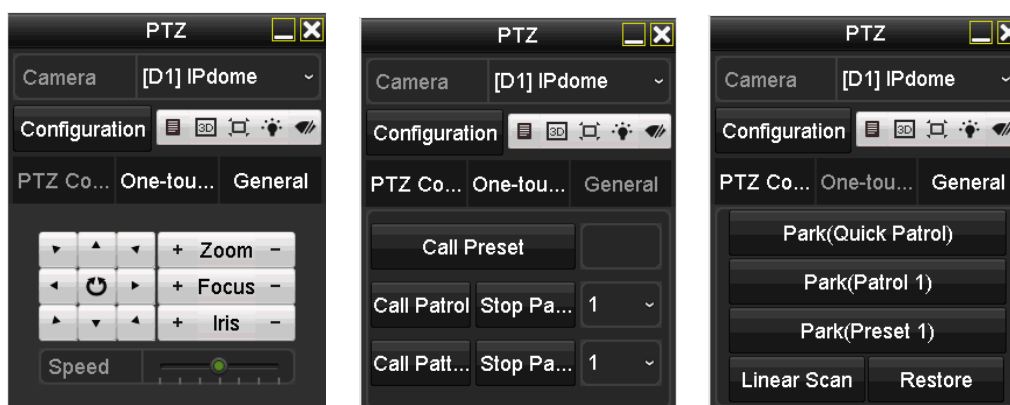 PTZ
Camera [D1] IPdome
Configuration 3D
PTZ Co... One-tou... General
+ Zoom -
+ Focus -
+ Iris -
Speed
PTZ
Camera [D1] IPdome
Configuration 3D
PTZ Co... One-tou... General
Call Preset
Call Patrol Stop Pa... 1
Call Patt... Stop Pa... 1
PTZ
Camera [D1] IPdome
Configuration 3D
PTZ Co... One-tou... General
Park(Quick Patrol)
Park(Patrol 1)
Park(Preset 1)
Linear Scan Restore